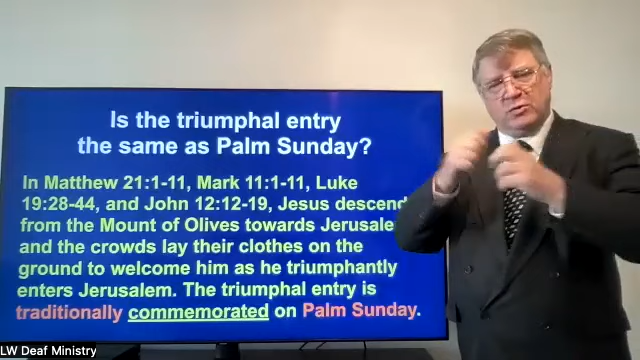 Is the triumphal entry
the same as Palm Sunday?
In Matthew 21:1-11, Mark 11:1-11, Luke
19:28-44, and John 12:12-19, Jesus descend
from the Mount of Olives towards Jerusale
and the crowds lay their clothes on the
ground to welcome him as he triumphantly
enters Jerusalem. The triumphal entry is
traditionally commemorated on Palm Sunday.
LW Deaf Ministry